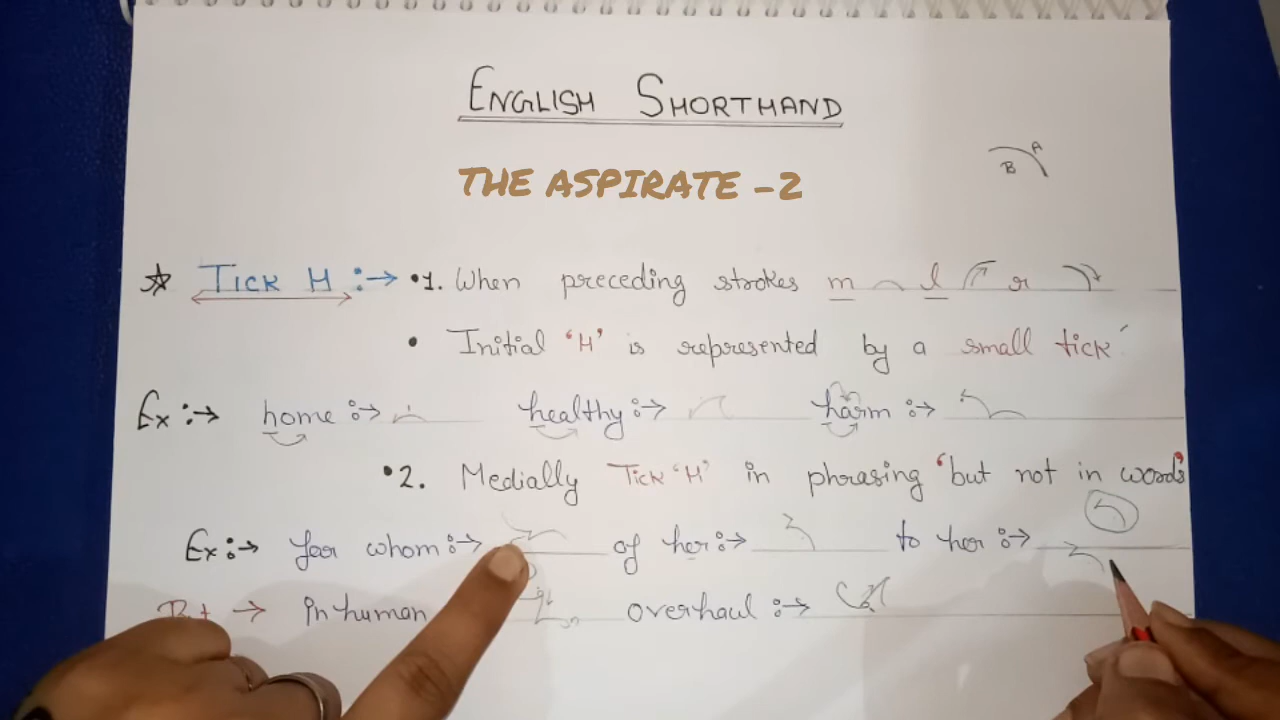 ENGLISH SHORTHAND
THE ASPIRATE -2
A
B
☆ TICK H :→ •1. When preceding strokes m l r
• Initial 'H' is represented by a small tick'
Ex :→ home :→ healthy :→ harm :→
•2. Medially TICK 'H' in phrasing 'but not in words'
Ex :→ for whom :→ of her :→ to her :→
But → Inhuman overhaul :→